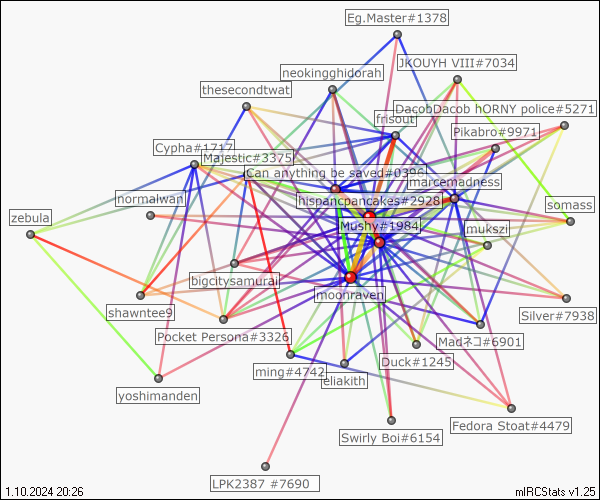 Eg.Master#1378
JKOUYH VIII#7034
neokingghidorah
thesecondtwat
DacobDacob hORNY police#5271
frisout
Pikabro#9971
Cypha#1717
Majestic#3375
Can anything be saved#0396
marcemadness
normalwani
hispancpancakes#2928
somass
zebula
Mushy#1984
mukszi
bigcitysamurai
moonraven
shawntee9
Silver#7938
Pocket Persona#3326
Madネコ#6901
Duck#1245
ming#4742
eliakith
yoshimanden
Fedora Stoat#4479
Swirly Boi#6154
LPK2387 #7690
1.10.2024 20:26
mIRCStats v1.25